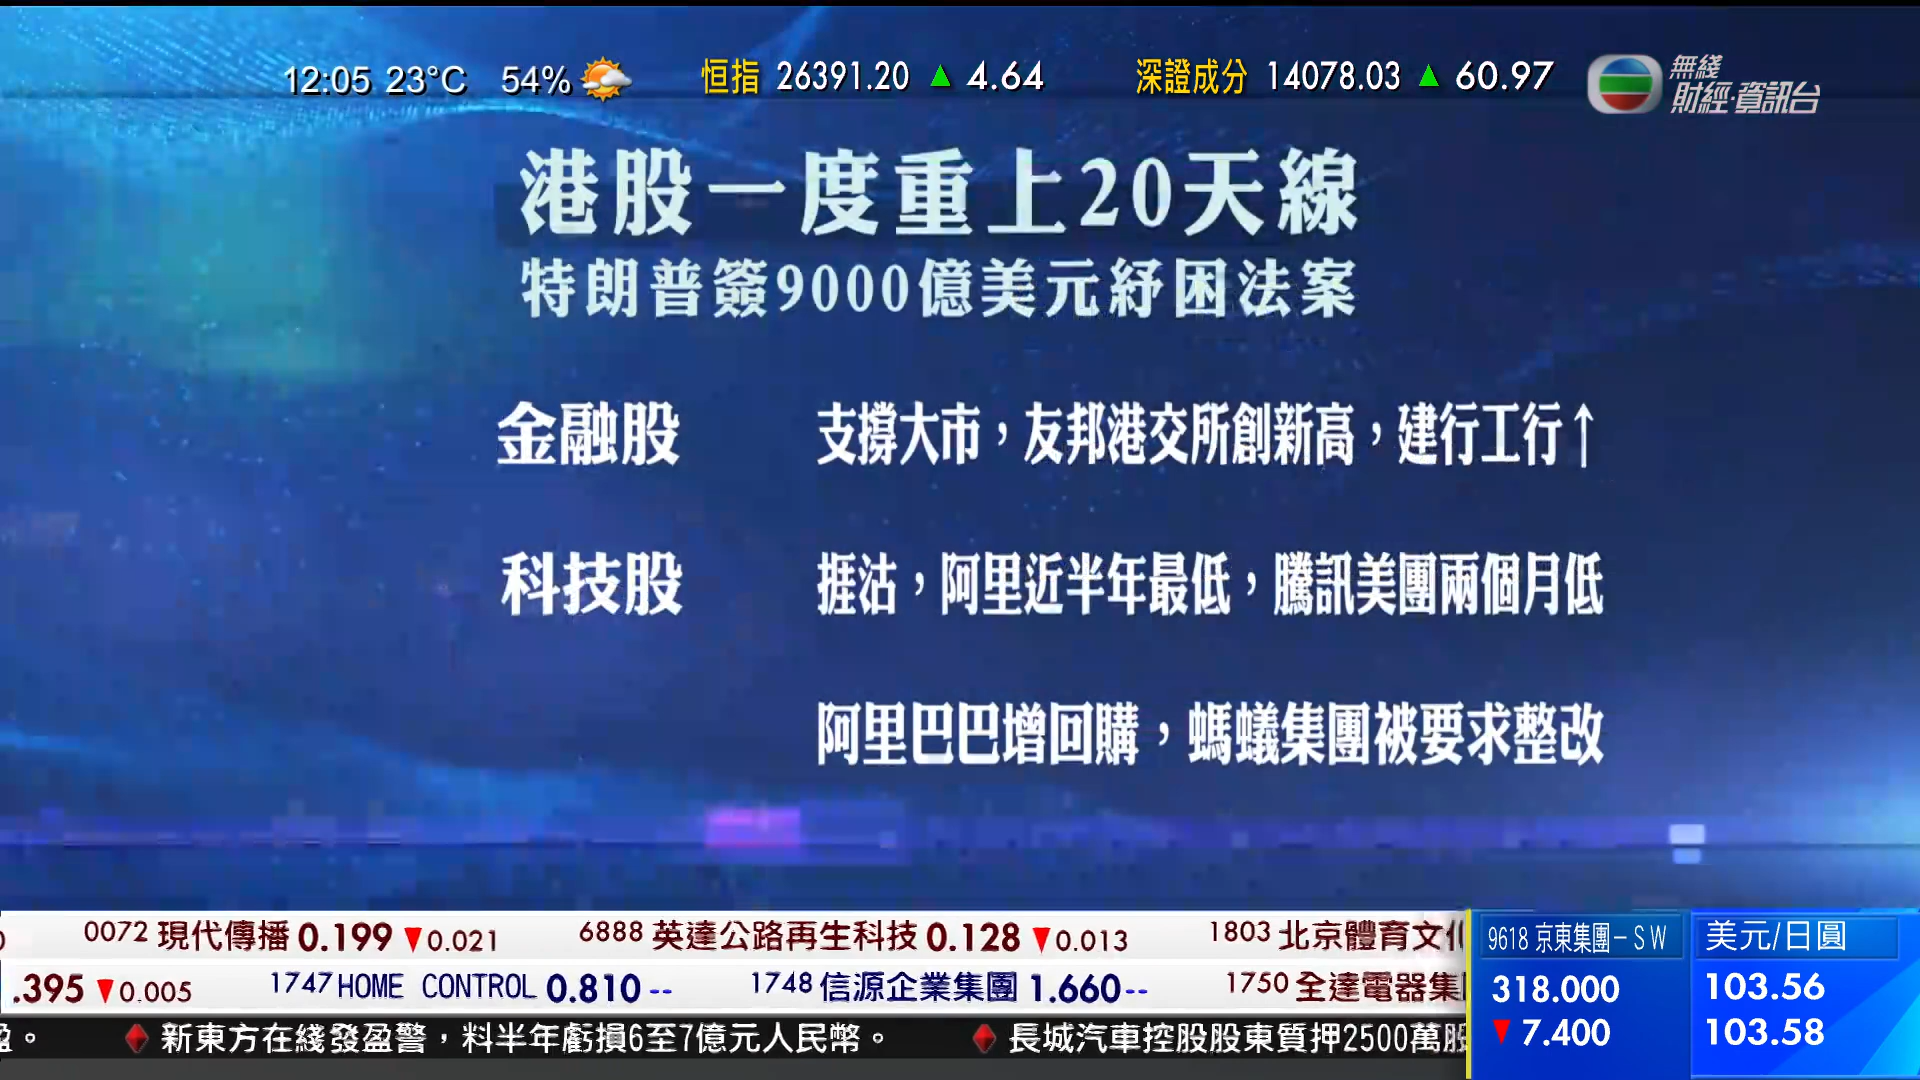 12:05 23°C 54% 恒指 26391.20 ▲ 4.64 深證成分 14078.03 ▲ 60.97
無綫
財經·資訊台
港股一度重上20天線
特朗普簽9000億美元紓困法案
金融股 支撐大市，友邦港交所創新高，建行工行↑
科技股 捱沽，阿里近半年最低，騰訊美團兩個月低
阿里巴巴增回購，螞蟻集團被要求整改
0072 現代傳播 0.199 ▼0.021 6888 英達公路再生科技 0.128 ▼0.013 1803 北京體育文
.395 ▼0.005 1747 HOME CONTROL 0.810 -- 1748 信源企業集團 1.660 -- 1750 全達電器集
。 ♦ 新東方在綫發盈警，料半年虧損6至7億元人民幣。 ♦ 長城汽車控股股東質押2500萬股
9618 京東集團－ＳＷ
318.000
▼ 7.400
美元/日圓
103.56
103.58